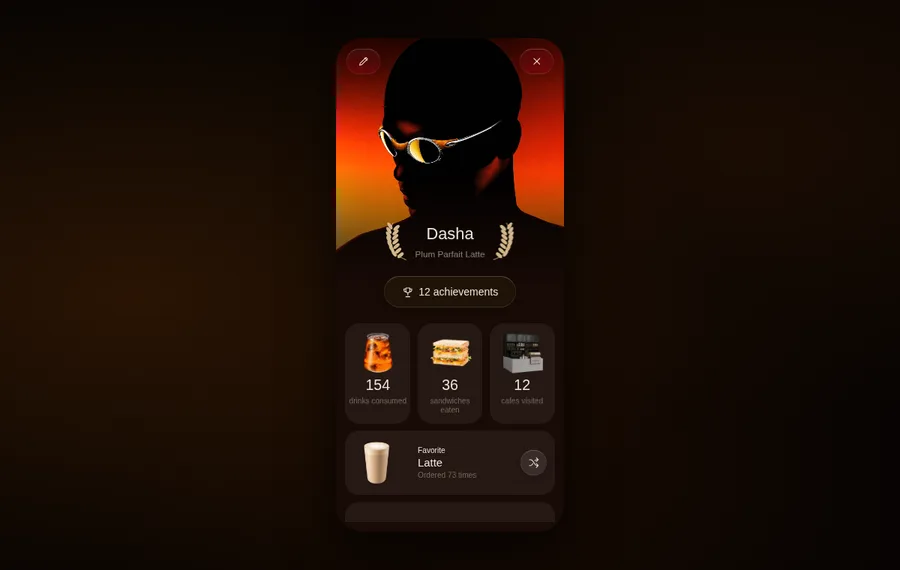 Dasha
Plum Parfait Latte
12 achievements
154
drinks consumed
36
sandwiches
eaten
12
cafes visited
Favorite
Latte
Ordered 73 times